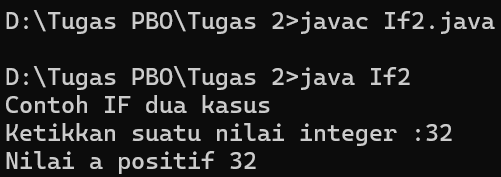 D:\Tugas PBO\Tugas 2>javac If2.java
D:\Tugas PBO\Tugas 2>java If2
Contoh IF dua kasus
Ketikkan suatu nilai integer :32
Nilai a positif 32